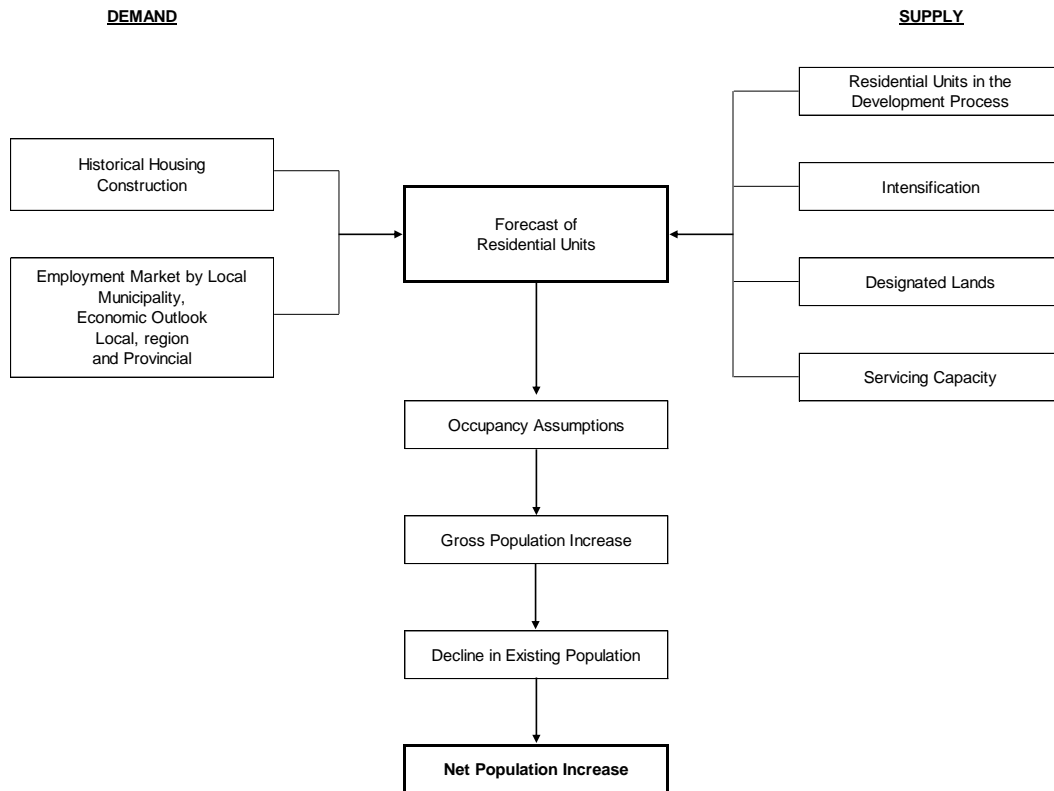 DEMAND
SUPPLY
Residential Units in the
Development Process
Historical Housing
Construction
Intensification
Forecast of
Residential Units
Employment Market by Local
Municipality,
Economic Outlook
Local, region
and Provincial
Designated Lands
Servicing Capacity
Occupancy Assumptions
Gross Population Increase
Decline in Existing Population
Net Population Increase